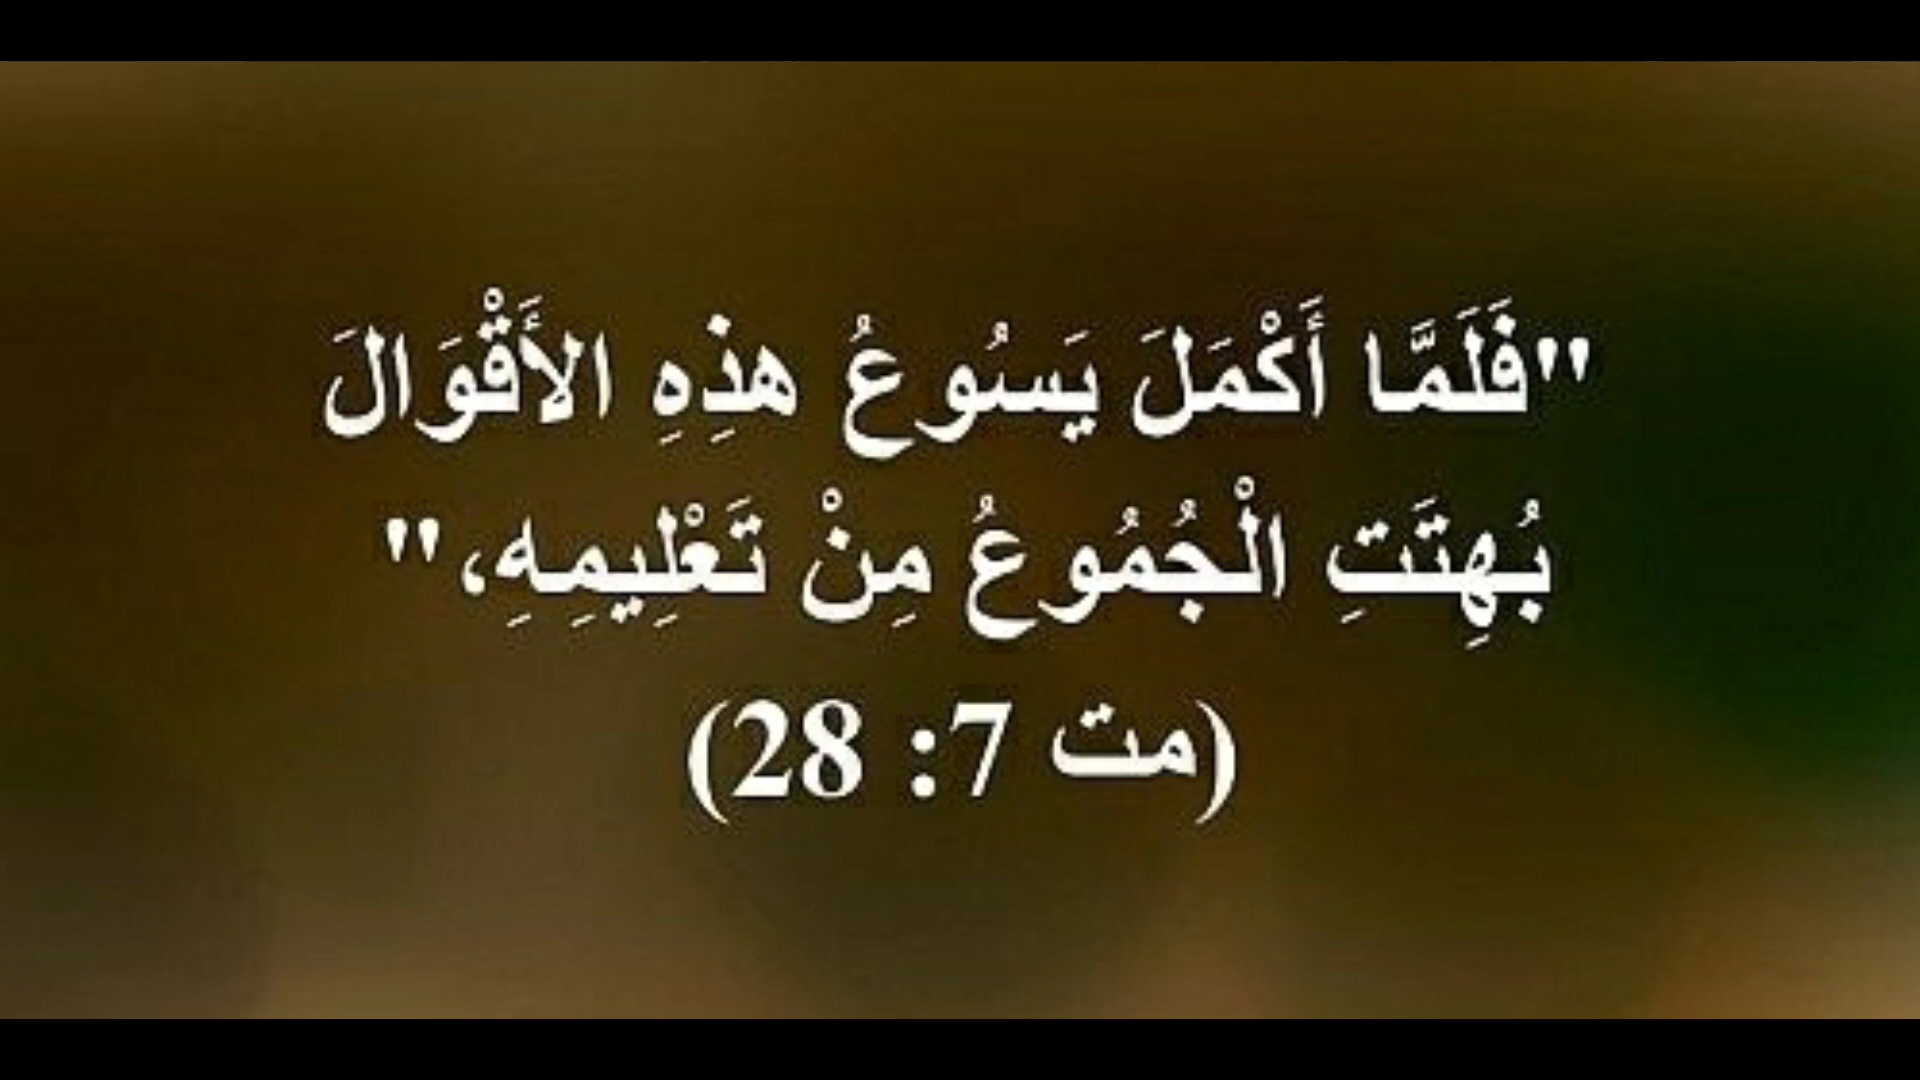 "فَلَمَّا أَكْمَلَ يَسُوعُ هذِهِ الأَقْوَالَ
بُهِتَتِ الْجُمُوعُ مِنْ تَعْلِيمِهِ،"
(مت 7: 28)